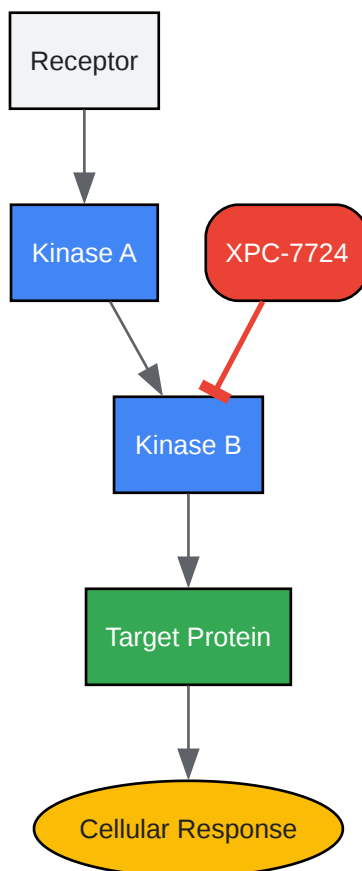 Receptor
Kinase A
XPC-7724
Kinase B
Target Protein
Cellular Response